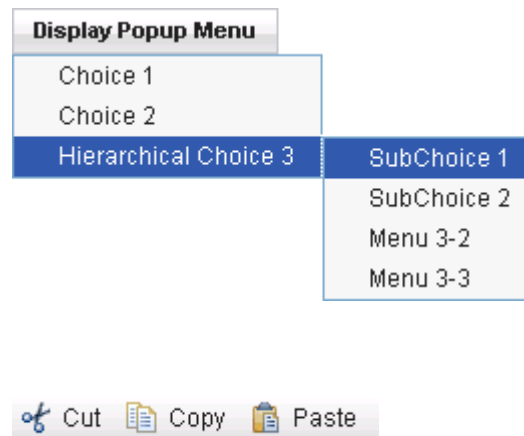 Display Popup Menu
Choice 1
Choice 2
Hierarchical Choice 3
SubChoice 1
SubChoice 2
Menu 3-2
Menu 3-3
Cut Copy Paste